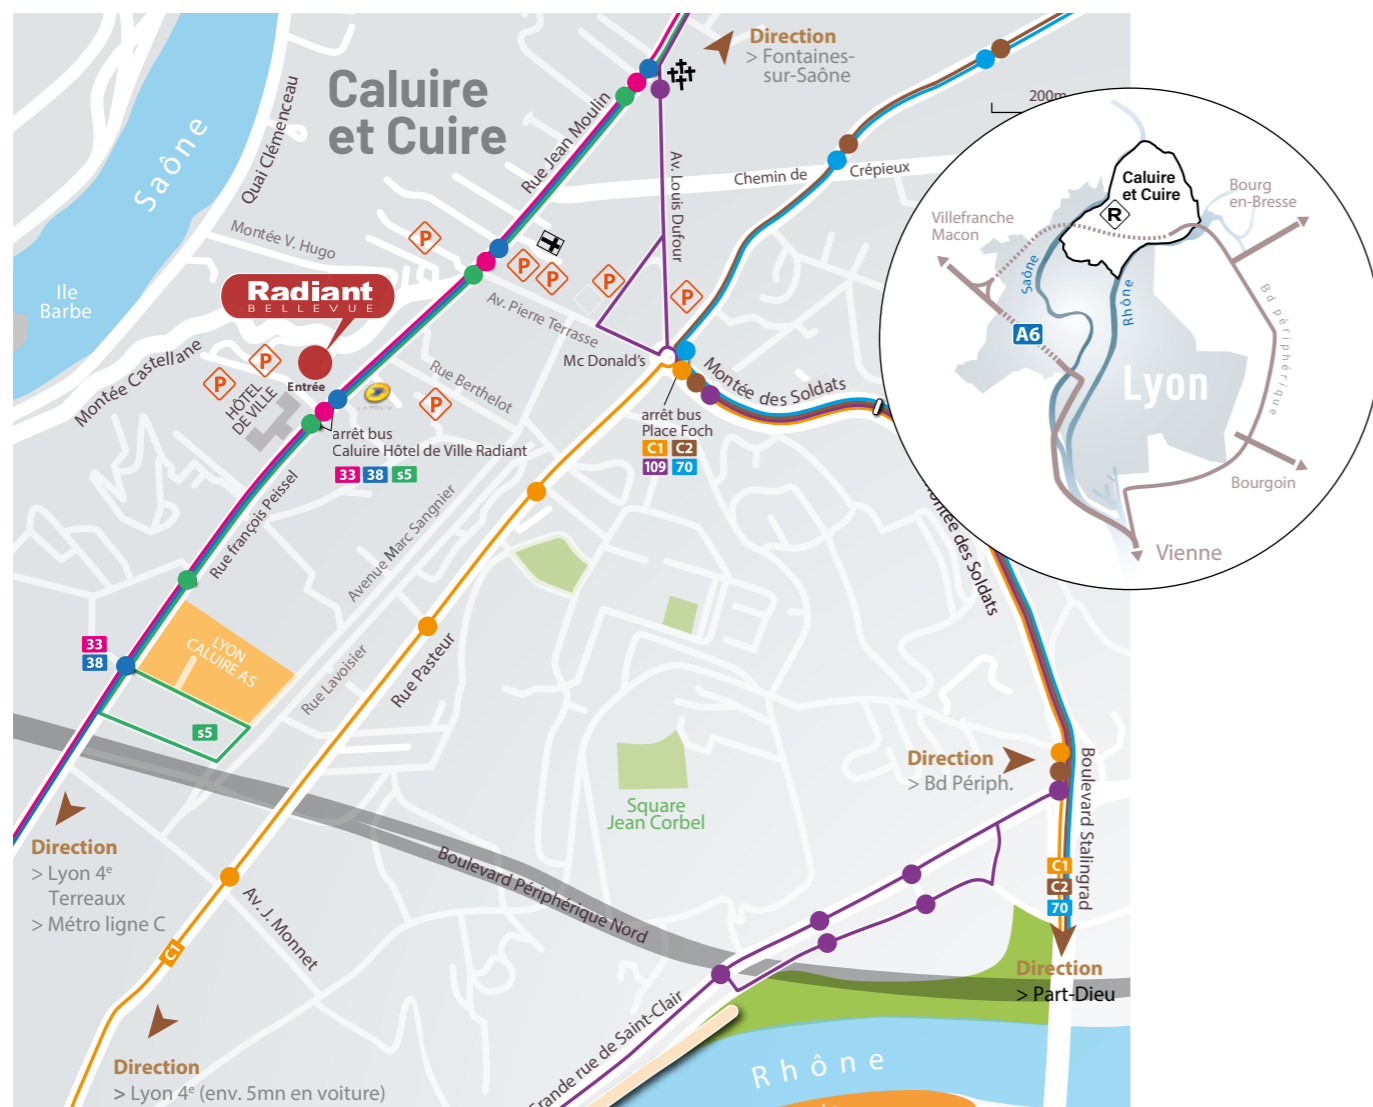 Caluire
et Cuire
Direction
> Fontaines-
sur-Saône
200m
Saône
Quai Clémenceau
Rue Jean Moulin
Av. Louis Dufour
Chemin de
Crépieux
Montée V. Hugo
Ile
Barbe
Radiant
BELLEVUE
P
P
P
P
P
Av. Pierre Terrasse
Mc Donald's
Montée des Soldats
Montée Castellane
P
P
Entrée
HÔTEL
DE VILLE
Rue Berthelot
P
arrêt bus
Caluire Hôtel de Ville Radiant
33 38 s5
arrêt bus
Place Foch
C1 C2
109 70
Rue françois Peissel
Avenue Marc Sangnier
Montée des Soldats
LYON
CALUIRE AS
33
38
s5
Rue Lavoisier
Rue Pasteur
Direction
> Bd Périph.
Boulevard Stalingrad
Square
Jean Corbel
Direction
> Lyon 4e
Terreaux
> Métro ligne C
Boulevard Périphérique Nord
Av. J. Monnet
C1
C1
C2
70
Direction
> Part-Dieu
Grande rue de Saint-Clair
Rhône
Direction
> Lyon 4e (env. 5mn en voiture)
Caluire
et Cuire
R
Bourg
en-Bresse
Villefranche
Macon
Saône
Rhône
A6
Bd périphérique
Lyon
Bourgoin
Vienne